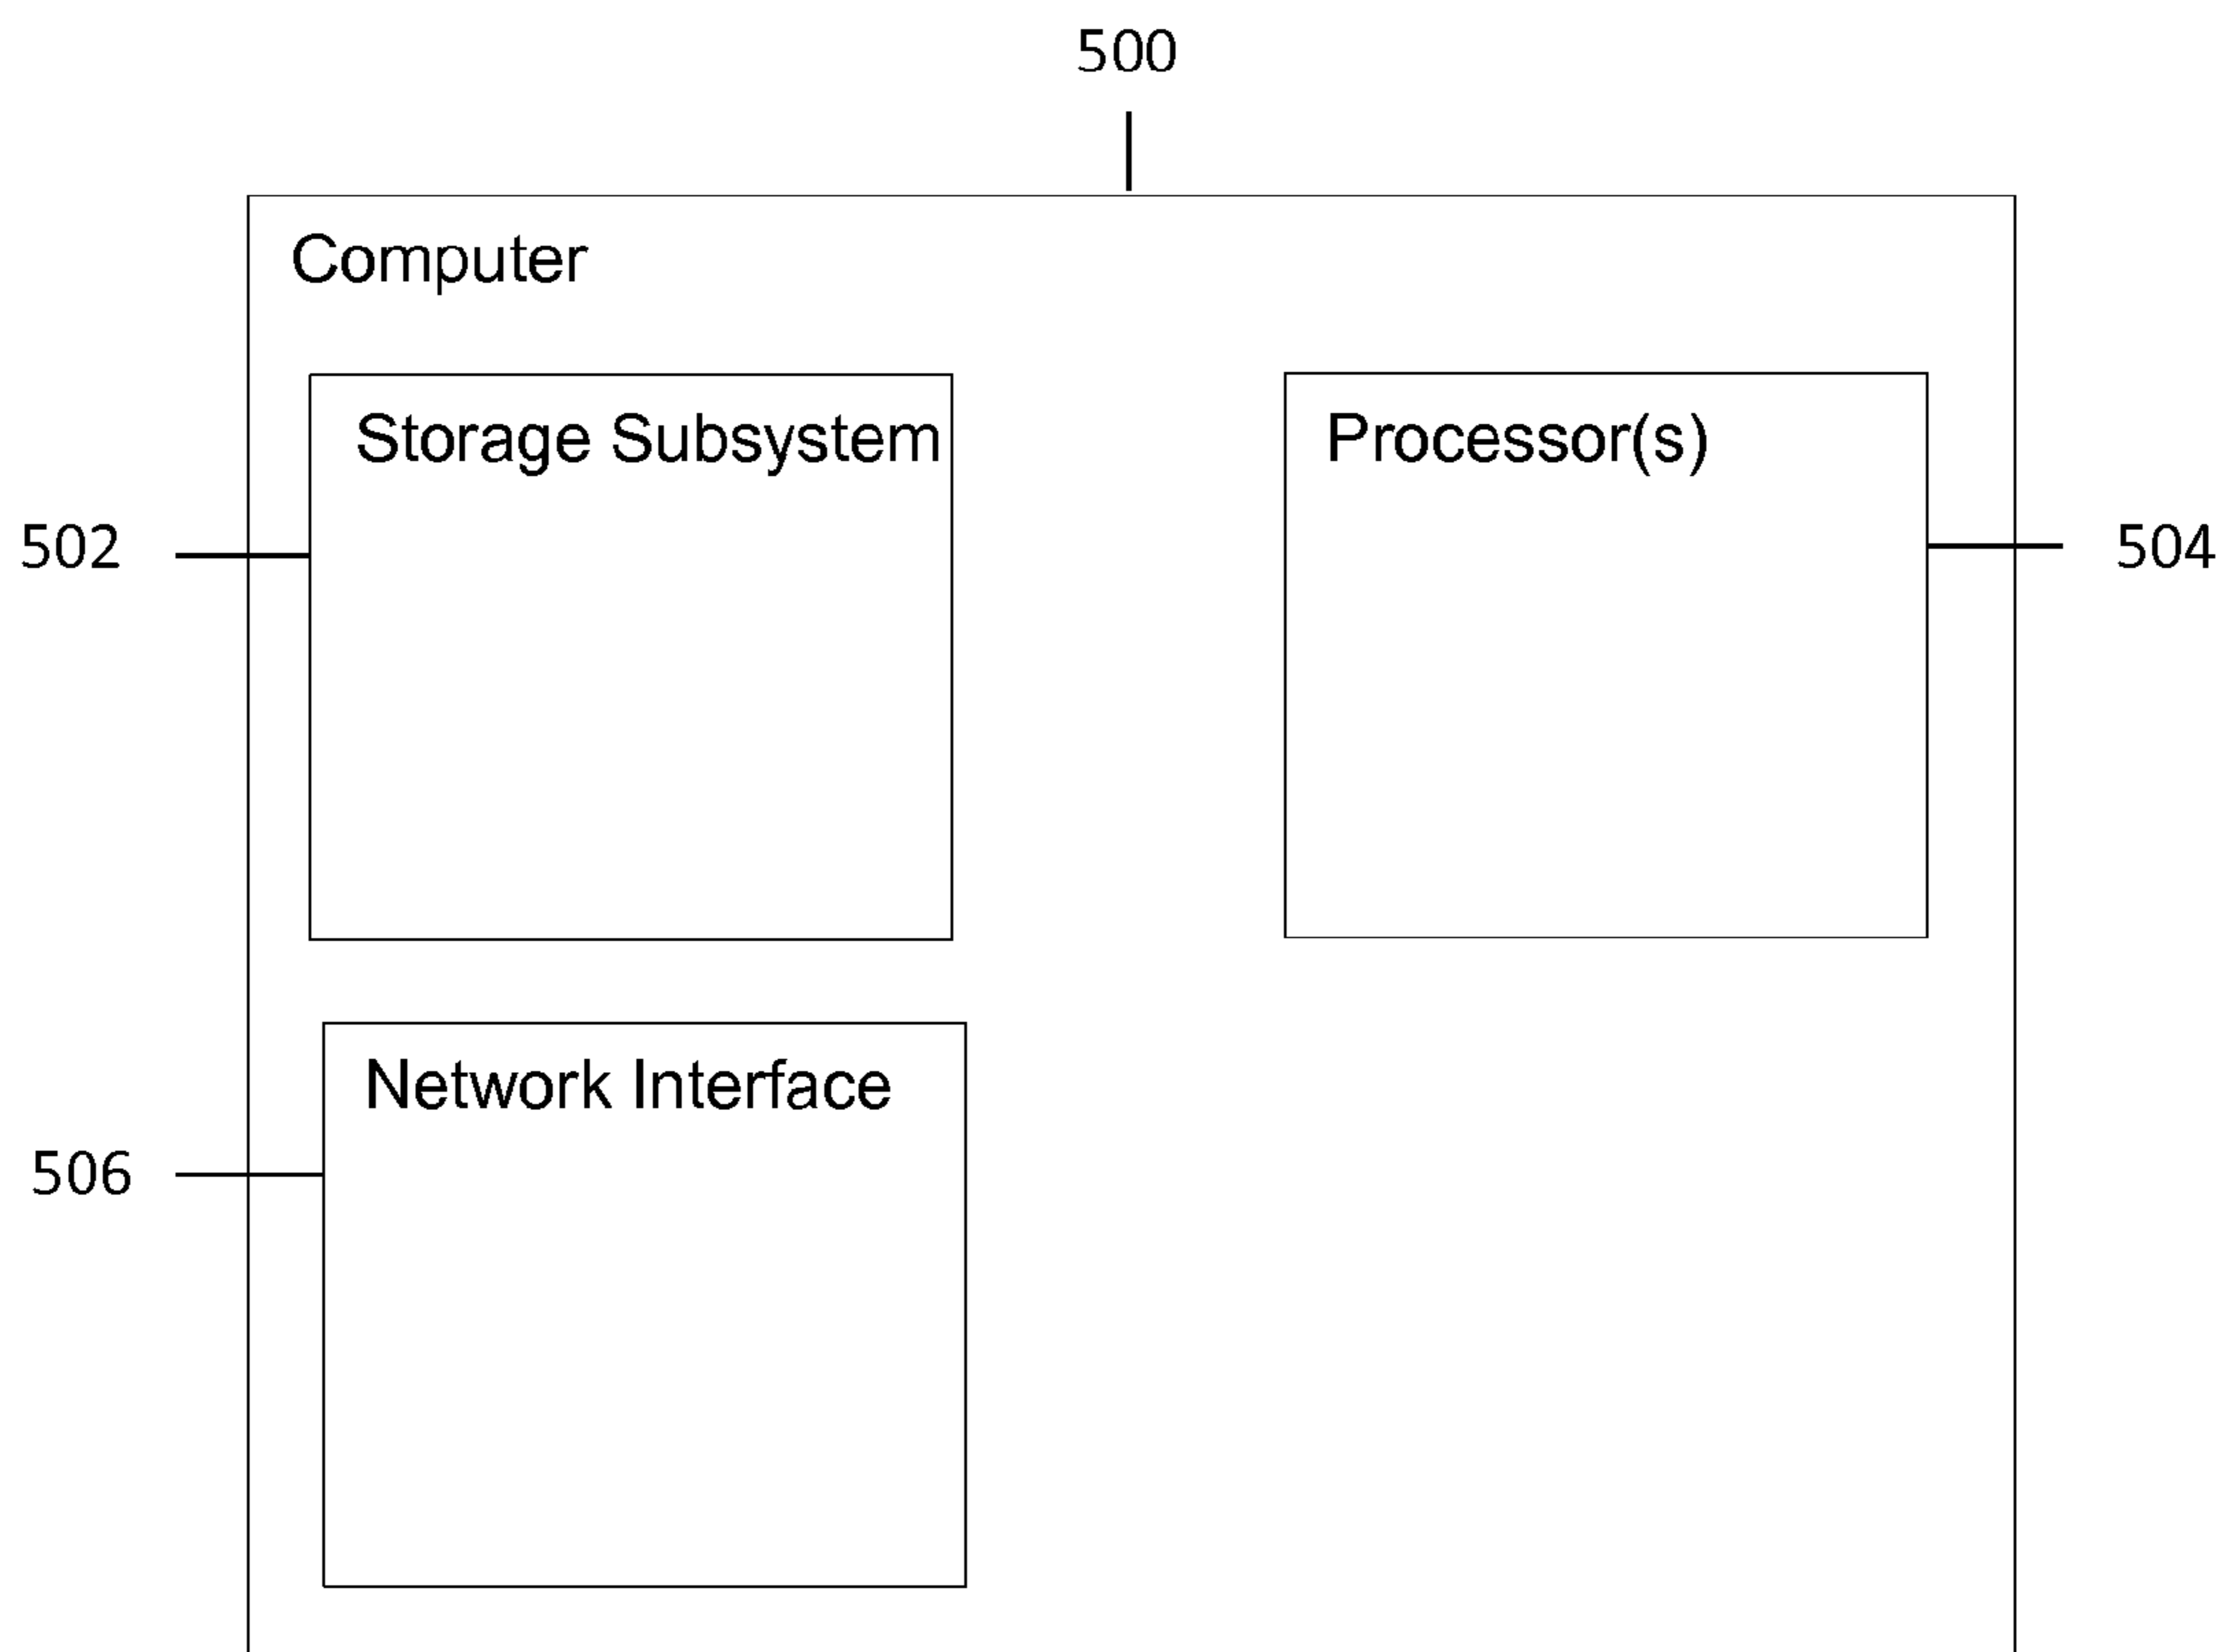 500
Computer
Storage Subsystem
Processor(s)
502
504
Network Interface
506